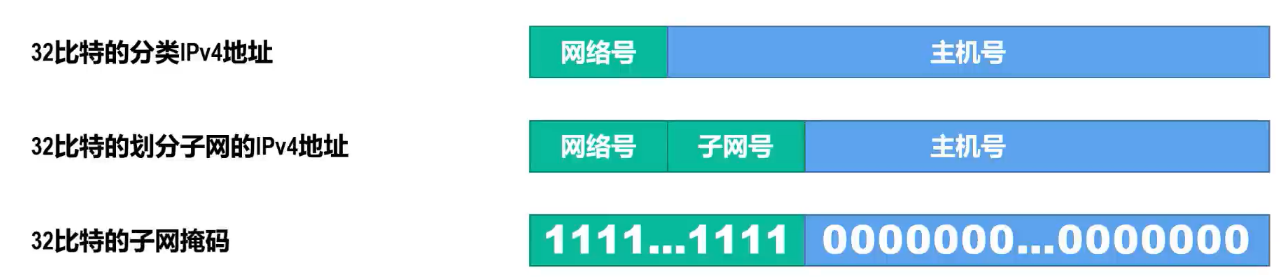 32比特的分类IPv4地址 网络号 主机号
32比特的划分子网的IPv4地址 网络号 子网号 主机号
32比特的子网掩码 1111...1111 0000000...0000000